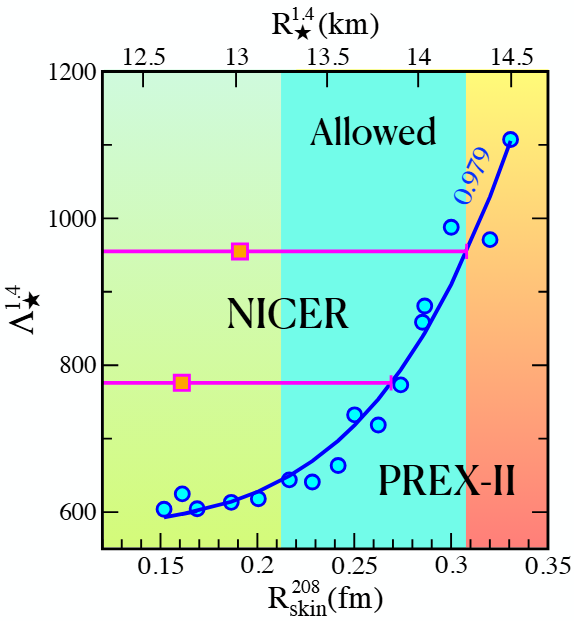 R★^1.4(km)
12.5 13 13.5 14 14.5
1200
Allowed
0.979
1000
Λ★^1.4
NICER
800
PREX-II
600
0.15 0.2 0.25 0.3 0.35
R_skin^208(fm)